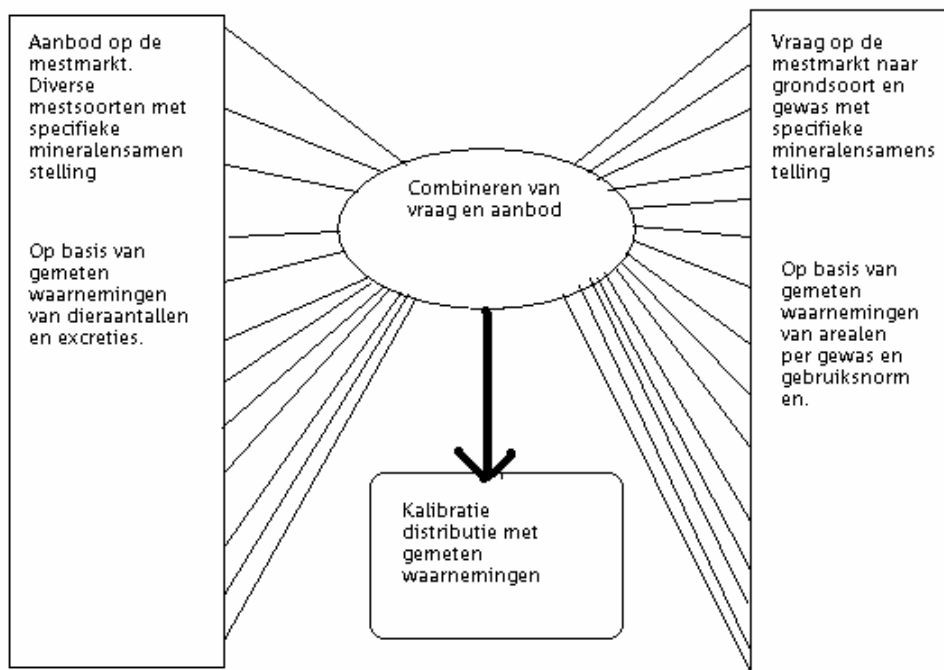 Aanbod op de
mestmarkt.
Diverse
mestsoorten met
specifieke
mineralensamen
stelling
Op basis van
gemeten
waarnemingen
van dieraantallen
en excreties.
Combineren van
vraag en aanbod
Kalibratie
distributie met
gemeten
waarnemingen
Vraag op de
mestmarkt naar
grondsoort en
gewas met
specifieke
mineralensamens
telling
Op basis van
gemeten
waarnemingen
van arealen
per gewas en
gebruiksnorm
en.